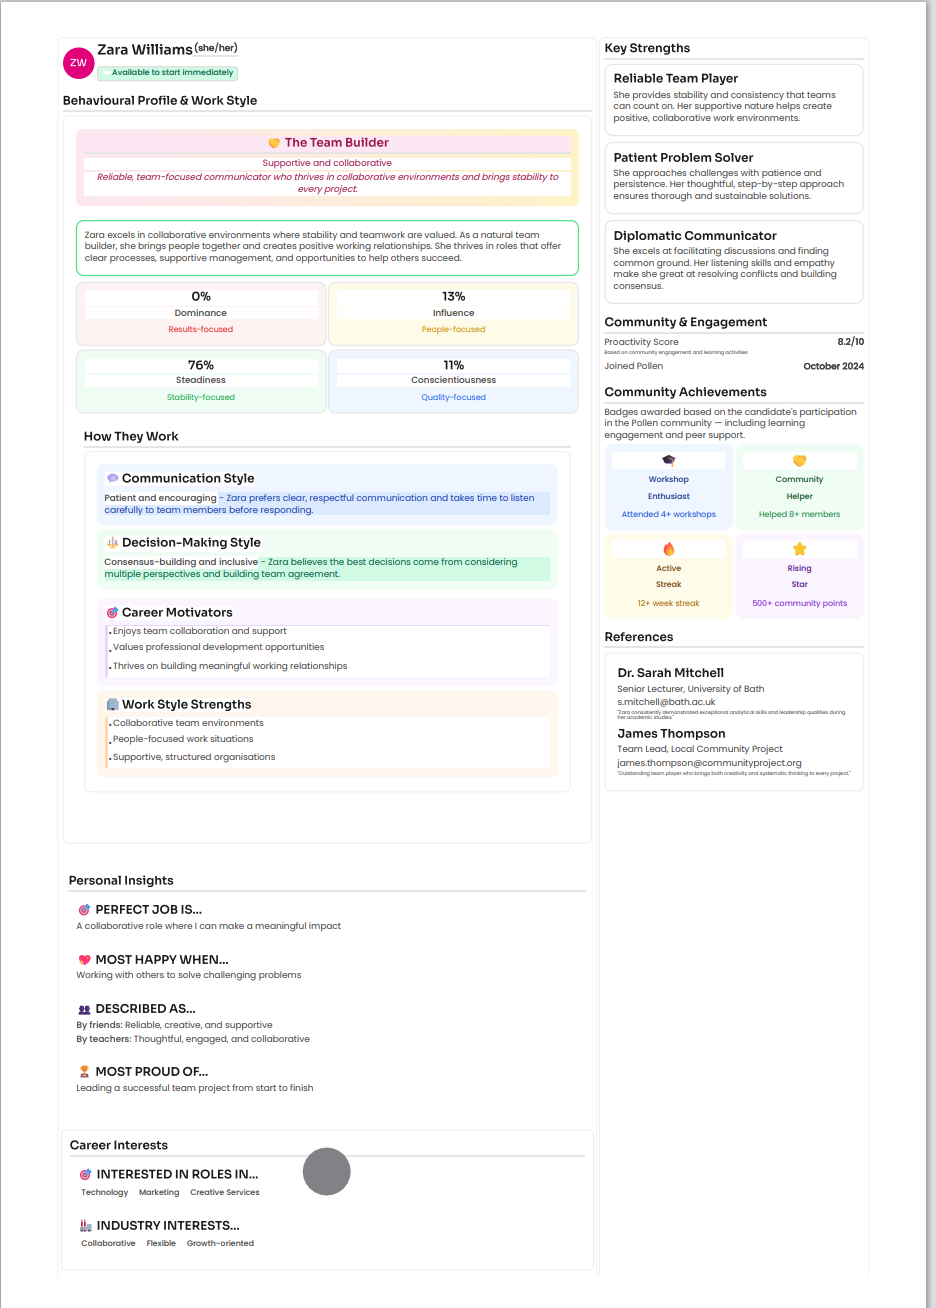 ZW
Zara Williams (she/her)
Available to start immediately
Behavioural Profile & Work Style
The Team Builder
Supportive and collaborative
Reliable, team-focused communicator who thrives in collaborative environments and brings stability to
every project.
Zara excels in collaborative environments where stability and teamwork are valued. As a natural team
builder, she brings people together and creates positive working relationships. She thrives in roles that offer
clear processes, supportive management, and opportunities to help others succeed.
0%
Dominance
Results-focused
13%
Influence
People-focused
76%
Steadiness
Stability-focused
11%
Conscientiousness
Quality-focused
How They Work
Communication Style
Patient and encouraging - Zara prefers clear, respectful communication and takes time to listen
carefully to team members before responding.
Decision-Making Style
Consensus-building and inclusive - Zara believes the best decisions come from considering
multiple perspectives and building team agreement.
Career Motivators
• Enjoys team collaboration and support
• Values professional development opportunities
• Thrives on building meaningful working relationships
Work Style Strengths
• Collaborative team environments
• People-focused work situations
• Supportive, structured organisations
Personal Insights
PERFECT JOB IS...
A collaborative role where I can make a meaningful impact
MOST HAPPY WHEN...
Working with others to solve challenging problems
DESCRIBED AS...
By friends: Reliable, creative, and supportive
By teachers: Thoughtful, engaged, and collaborative
MOST PROUD OF...
Leading a successful team project from start to finish
Career Interests
INTERESTED IN ROLES IN...
Technology Marketing Creative Services
INDUSTRY INTERESTS...
Collaborative Flexible Growth-oriented
Key Strengths
Reliable Team Player
She provides stability and consistency that teams
can count on. Her supportive nature helps create
positive, collaborative work environments.
Patient Problem Solver
She approaches challenges with patience and
persistence. Her thoughtful, step-by-step approach
ensures thorough and sustainable solutions.
Diplomatic Communicator
She excels at facilitating discussions and finding
common ground. Her listening skills and empathy
make she great at resolving conflicts and building
consensus.
Community & Engagement
Proactivity Score 8.2/10
Based on community engagement and learning activities
Joined Pollen October 2024
Community Achievements
Badges awarded based on the candidate's participation
in the Pollen community — including learning
engagement and peer support.
Workshop
Enthusiast
Attended 4+ workshops
Community
Helper
Helped 8+ members
Active
Streak
12+ week streak
Rising
Star
500+ community points
References
Dr. Sarah Mitchell
Senior Lecturer, University of Bath
s.mitchell@bath.ac.uk
"Zara consistently demonstrated exceptional analytical skills and leadership qualities during
her academic studies."
James Thompson
Team Lead, Local Community Project
james.thompson@communityproject.org
"Outstanding team player who brings both creativity and systematic thinking to every project."